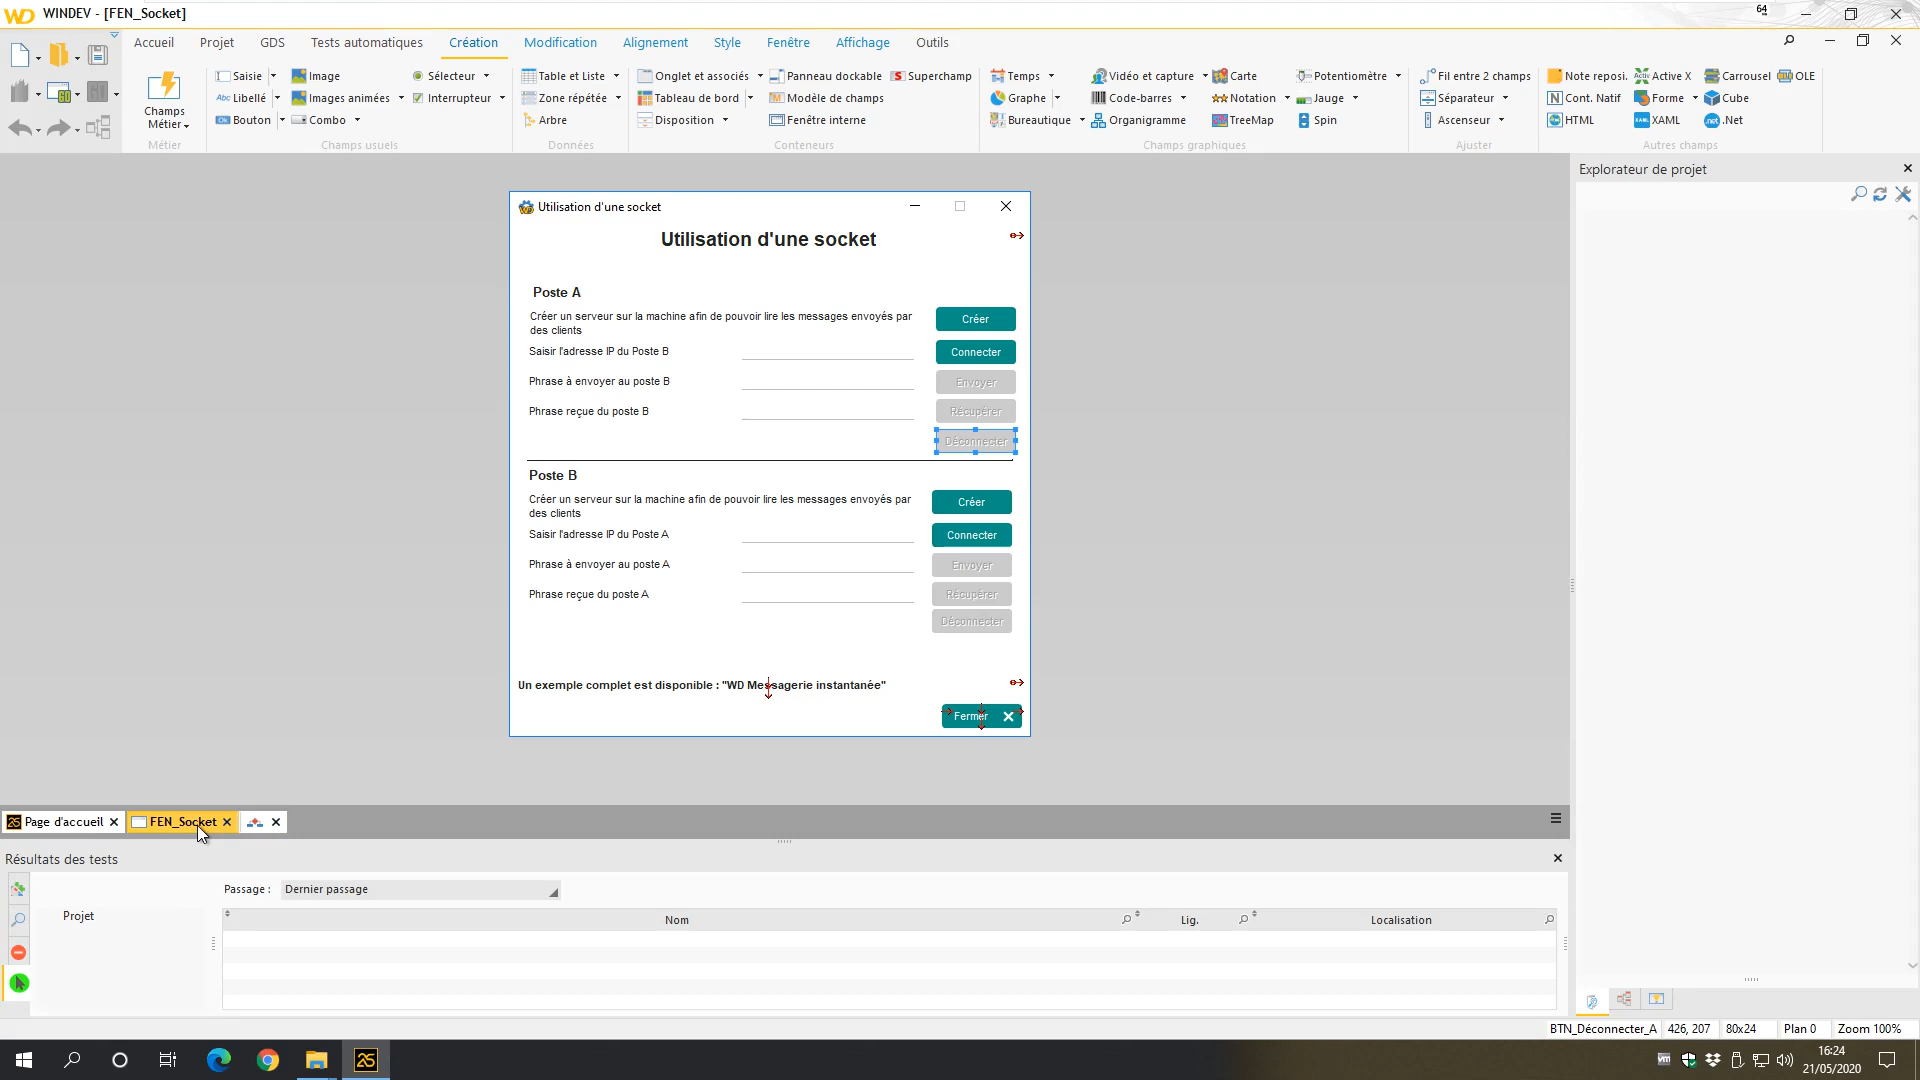 WINDEV - [FEN_Socket]
64
Accueil Projet GDS Tests automatiques Création Modification Alignement Style Fenêtre Affichage Outils
Saisie Image Sélecteur Table et Liste Onglet et associés Panneau dockable Superchamp Temps Vidéo et capture Carte Potentiomètre Fil entre 2 champs Note reposi. Active X Carrousel OLE
Libellé Images animées Interrupteur Zone répétée Tableau de bord Modèle de champs Graphe Code-barres Notation Jauge Séparateur Cont. Natif Forme Cube
Champs Métier
Bouton Combo Arbre Disposition Fenêtre interne Bureautique Organigramme TreeMap Spin Ascenseur HTML XAML .Net
Métier Champs usuels Données Conteneurs Champs graphiques Ajuster Autres champs
Explorateur de projet
Utilisation d'une socket
Utilisation d'une socket
Poste A
Créer un serveur sur la machine afin de pouvoir lire les messages envoyés par
des clients
Créer
Saisir l'adresse IP du Poste B
Connecter
Phrase à envoyer au poste B
Envoyer
Phrase reçue du poste B
Récupérer
Déconnecter
Poste B
Créer un serveur sur la machine afin de pouvoir lire les messages envoyés par
des clients
Créer
Saisir l'adresse IP du Poste A
Connecter
Phrase à envoyer au poste A
Envoyer
Phrase reçue du poste A
Récupérer
Déconnecter
Un exemple complet est disponible : "WD Messagerie instantanée"
Fermer
Page d'accueil FEN_Socket
Résultats des tests
Passage : Dernier passage
Projet
Nom Lig. Localisation
BTN_Déconnecter_A 426, 207 80x24 Plan 0 Zoom 100%
16:24
21/05/2020